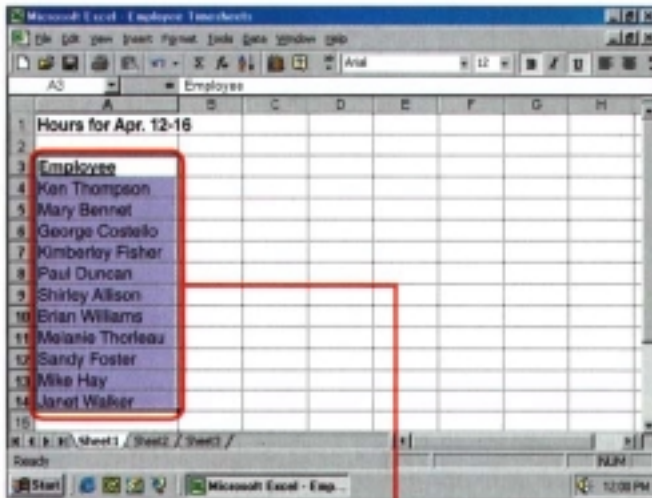 Microsoft Excel - Employee Timesheets
File Edit View Insert Format Tools Data Window Help
Arial 12 B I U
A3 = Employee
A B C D E F G H
1 Hours for Apr. 12-16
2
3 Employee
4 Ken Thompson
5 Mary Bennet
6 George Costello
7 Kimberley Fisher
8 Paul Duncan
9 Shirley Allison
10 Brian Williams
11 Melanie Thorleau
12 Sandy Foster
13 Mike Hay
14 Janet Walker
15
Sheet1 Sheet2 Sheet3
Ready NUM
Start Microsoft Excel - Emp... 12:00 PM